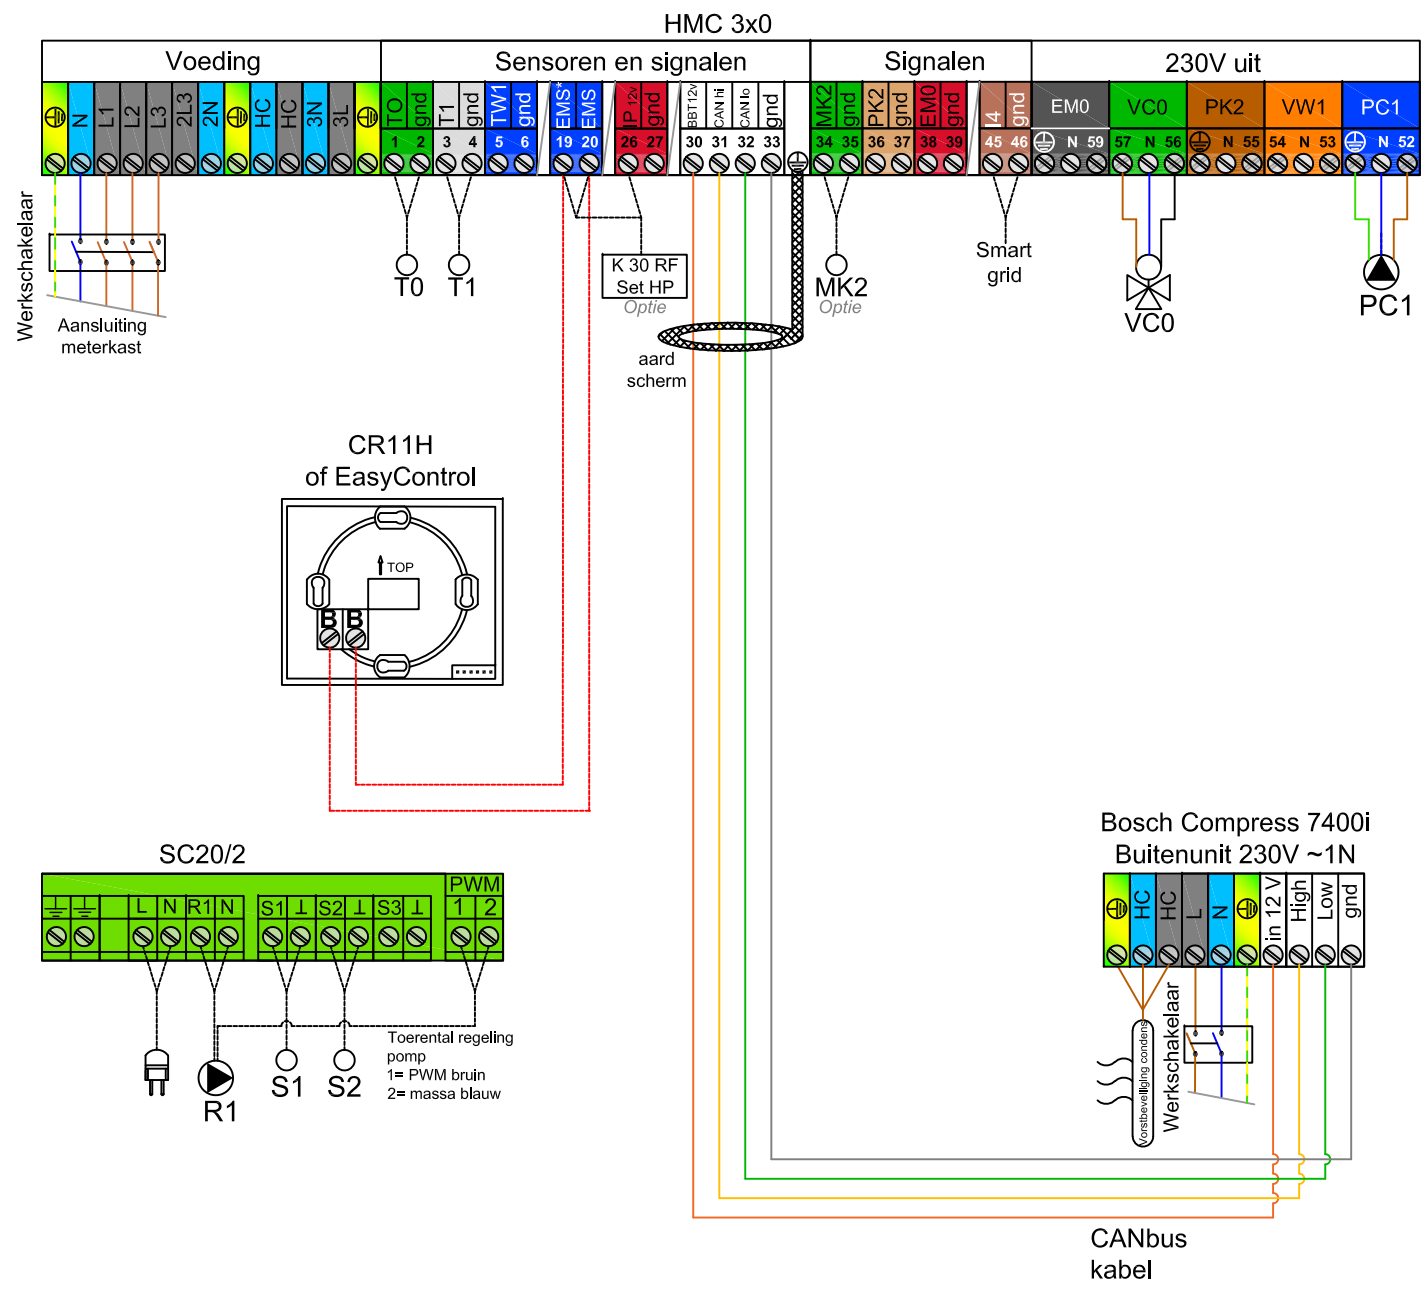 HMC 3x0
Voeding
Sensoren en signalen
Signalen
230V uit
N L1 L2 L3 2L3 2N HC HC 3N 3L
TO gnd T1 gnd TW1 gnd EMS* EMS IP 12v gnd BBT12v CAN hi CAN lo gnd
MK2 gnd PK2 gnd EM0 gnd I4 gnd
EM0 VC0 PK2 VW1 PC1
1 2 3 4 5 6 19 20 26 27 30 31 32 33 34 35 36 37 38 39 45 46 N 59 57 N 56 N 55 54 N 53 N 52
Werkschakelaar
Aansluiting
meterkast
T0
T1
K 30 RF
Set HP
Optie
MK2
Optie
Smart
grid
VC0
PC1
aard
scherm
CR11H
of EasyControl
TOP
B B
SC20/2
PWM
L N R1 N S1 S2 S3 1 2
R1
S1
S2
Toerental regeling
pomp
1= PWM bruin
2= massa blauw
Bosch Compress 7400i
Buitenunit 230V ~1N
HC HC L N in 12 V High Low gnd
Vorstbeveiliging condens
Werkschakelaar
CANbus
kabel